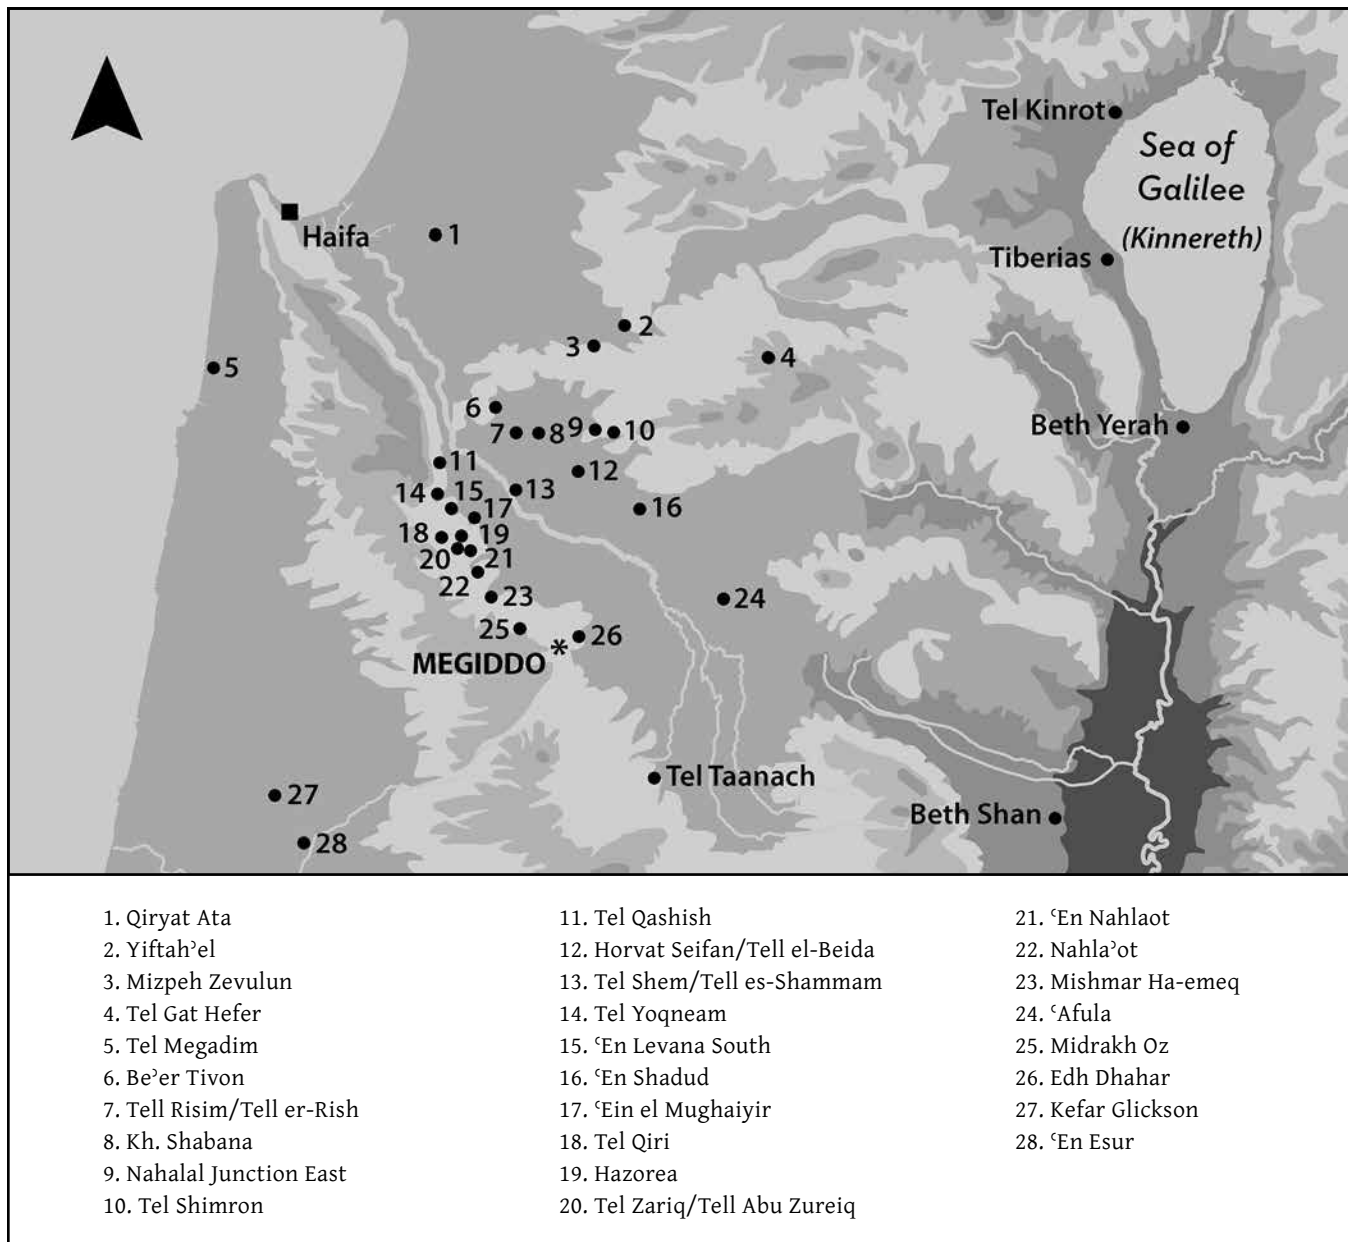 Tel Kinrot
Sea of
Galilee
(Kinnereth)
Haifa
1
Tiberias
2
3
4
5
6
7
8
9
10
Beth Yerah
11
12
13
14
15
16
17
18
19
20
21
22
23
24
25
26
MEGIDDO *
Tel Taanach
27
Beth Shan
28
1. Qiryat Ata
2. Yiftahʾel
3. Mizpeh Zevulun
4. Tel Gat Hefer
5. Tel Megadim
6. Beʾer Tivon
7. Tell Risim/Tell er-Rish
8. Kh. Shabana
9. Nahalal Junction East
10. Tel Shimron
11. Tel Qashish
12. Horvat Seifan/Tell el-Beida
13. Tel Shem/Tell es-Shammam
14. Tel Yoqneam
15. ʿEn Levana South
16. ʿEn Shadud
17. ʿEin el Mughaiyir
18. Tel Qiri
19. Hazorea
20. Tel Zariq/Tell Abu Zureiq
21. ʿEn Nahlaot
22. Nahlaʾot
23. Mishmar Ha-emeq
24. ʿAfula
25. Midrakh Oz
26. Edh Dhahar
27. Kefar Glickson
28. ʿEn Esur